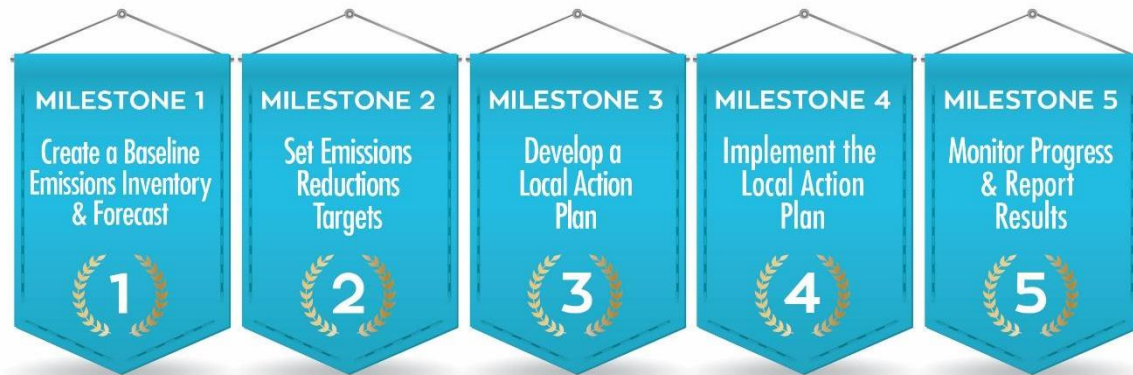 MILESTONE 1
Create a Baseline
Emissions Inventory
& Forecast
1
MILESTONE 2
Set Emissions
Reductions
Targets
2
MILESTONE 3
Develop a
Local Action
Plan
3
MILESTONE 4
Implement the
Local Action
Plan
4
MILESTONE 5
Monitor Progress
& Report
Results
5